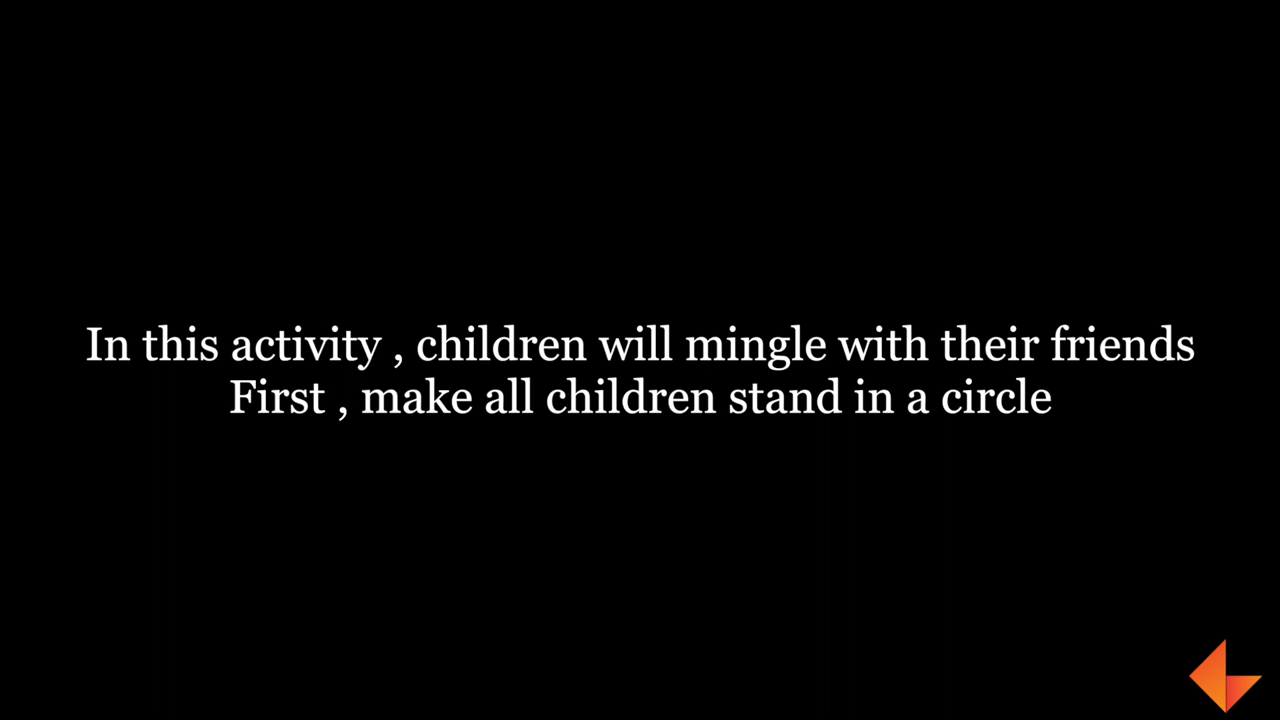 In this activity , children will mingle with their friends
First , make all children stand in a circle